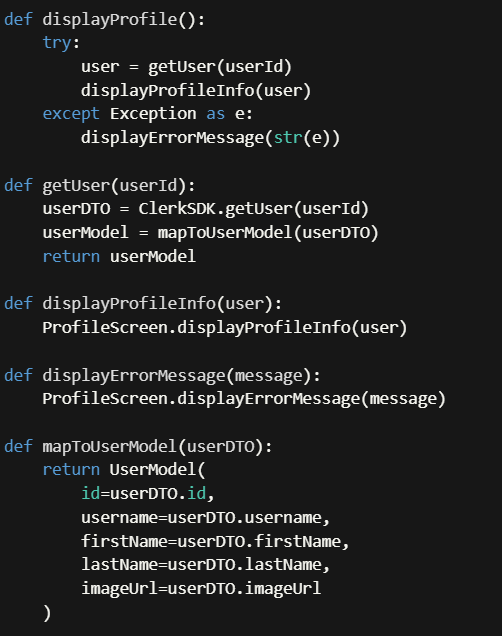 def displayProfile():
    try:
        user = getUser(userId)
        displayProfileInfo(user)
    except Exception as e:
        displayErrorMessage(str(e))

def getUser(userId):
    userDTO = ClerkSDK.getUser(userId)
    userModel = mapToUserModel(userDTO)
    return userModel

def displayProfileInfo(user):
    ProfileScreen.displayProfileInfo(user)

def displayErrorMessage(message):
    ProfileScreen.displayErrorMessage(message)

def mapToUserModel(userDTO):
    return UserModel(
        id=userDTO.id,
        username=userDTO.username,
        firstName=userDTO.firstName,
        lastName=userDTO.lastName,
        imageUrl=userDTO.imageUrl
    )